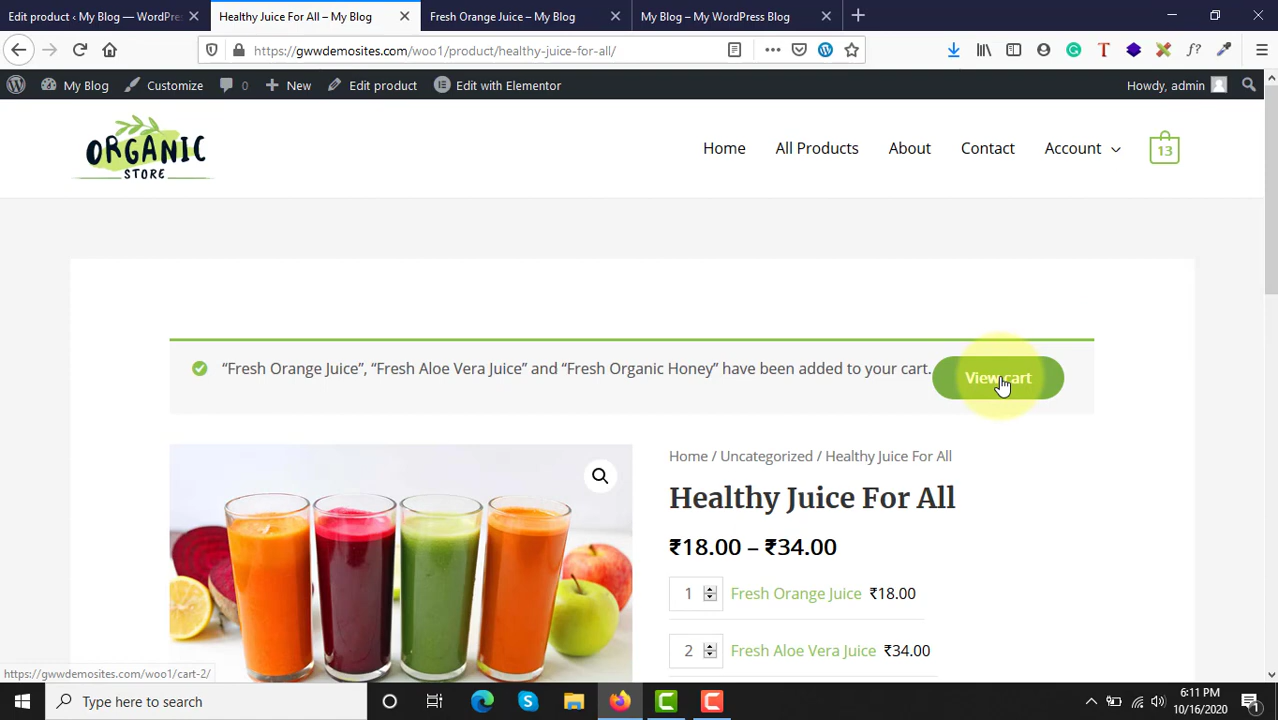 Edit product ‹ My Blog — WordPres
Healthy Juice For All – My Blog
Fresh Orange Juice – My Blog
My Blog – My WordPress Blog
https://gwwdemosites.com/woo1/product/healthy-juice-for-all/
My Blog
Customize
0
New
Edit product
Edit with Elementor
Howdy, admin
ORGANIC
STORE
Home
All Products
About
Contact
Account
13
“Fresh Orange Juice”, “Fresh Aloe Vera Juice” and “Fresh Organic Honey” have been added to your cart.
View cart
Home / Uncategorized / Healthy Juice For All
Healthy Juice For All
₹18.00 – ₹34.00
1 Fresh Orange Juice ₹18.00
2 Fresh Aloe Vera Juice ₹34.00
https://gwwdemosites.com/woo1/cart-2/
Type here to search
6:11 PM
10/16/2020
1